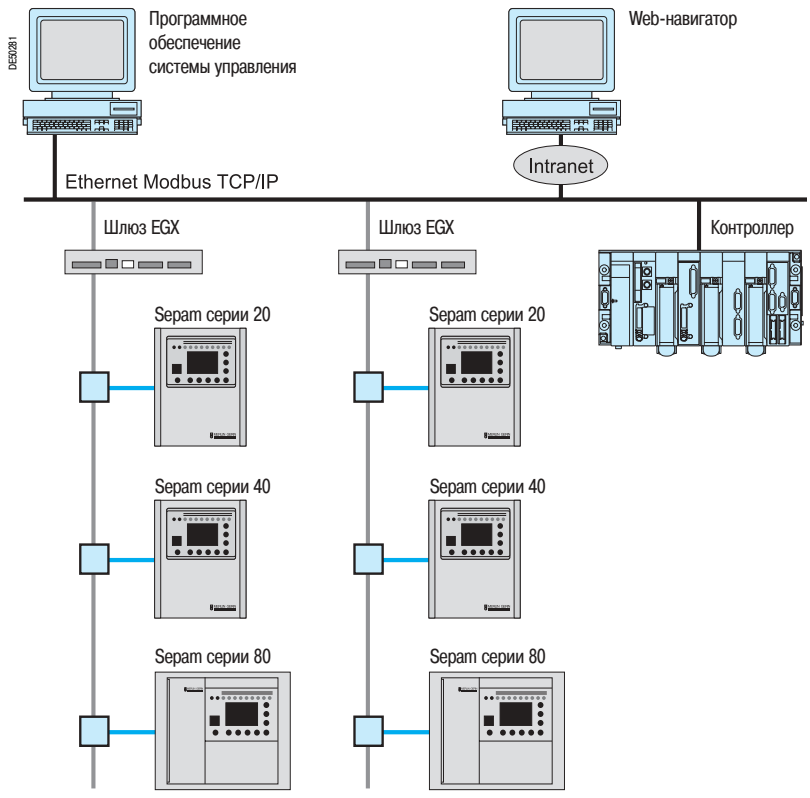 DE50281
Программное
обеспечение
системы управления
Web-навигатор
Intranet
Ethernet Modbus TCP/IP
Шлюз EGX
Шлюз EGX
Контроллер
Sepam серии 20
Sepam серии 20
Sepam серии 40
Sepam серии 40
Sepam серии 80
Sepam серии 80